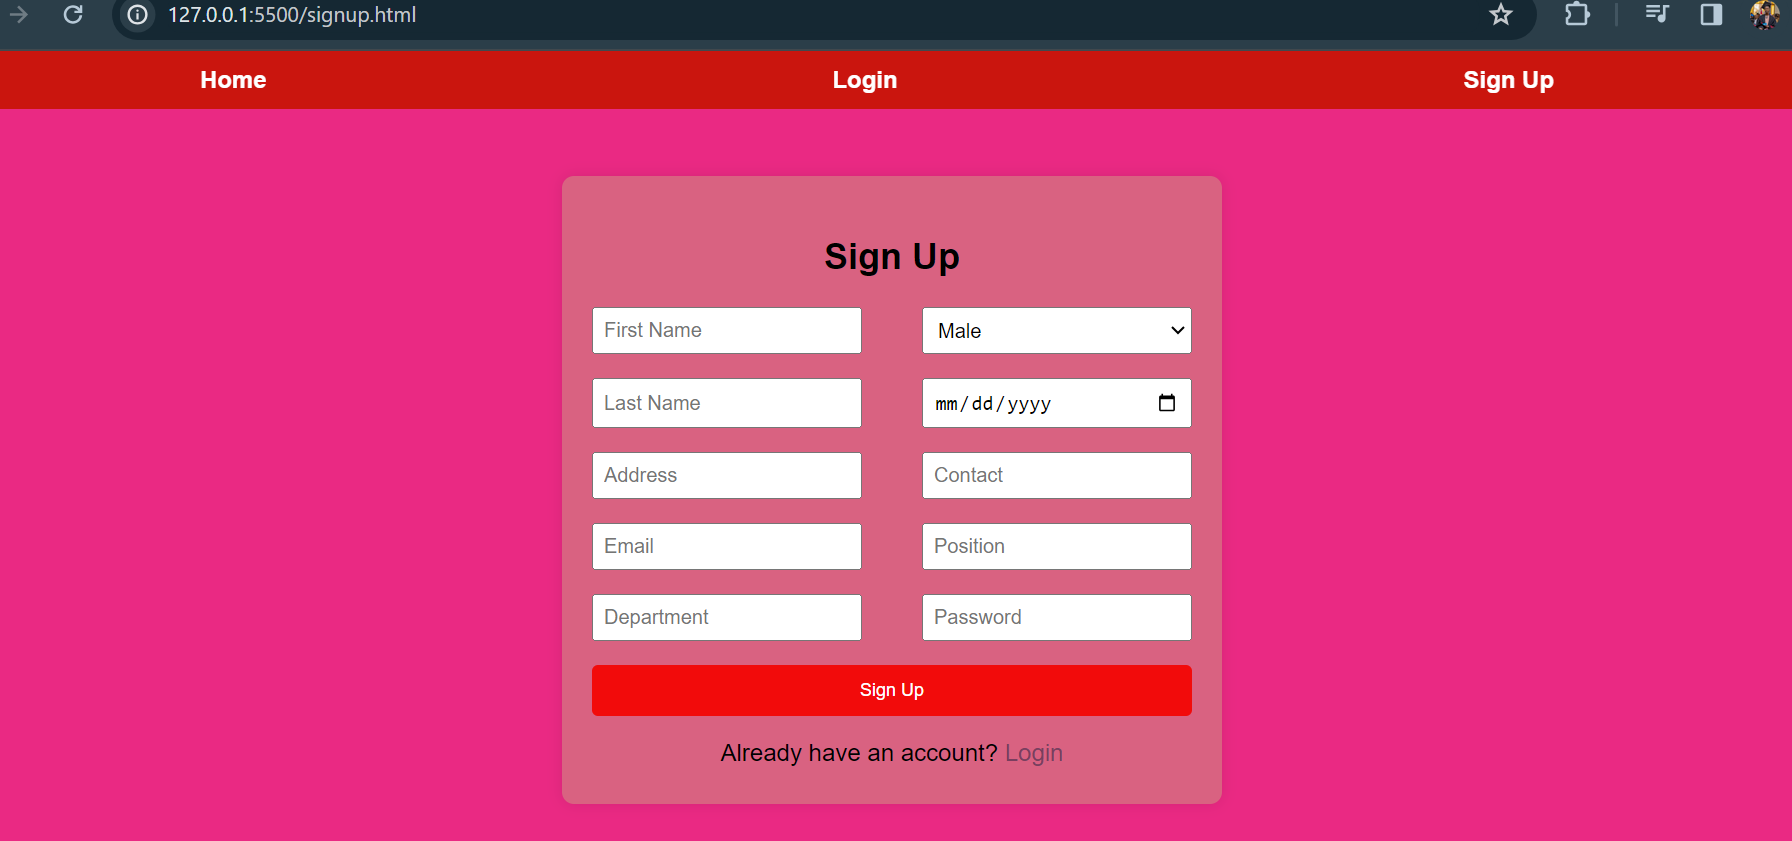 127.0.0.1:5500/signup.html
Home Login Sign Up
Sign Up
First Name Male
Last Name mm/dd/yyyy
Address Contact
Email Position
Department Password
Sign Up
Already have an account? Login